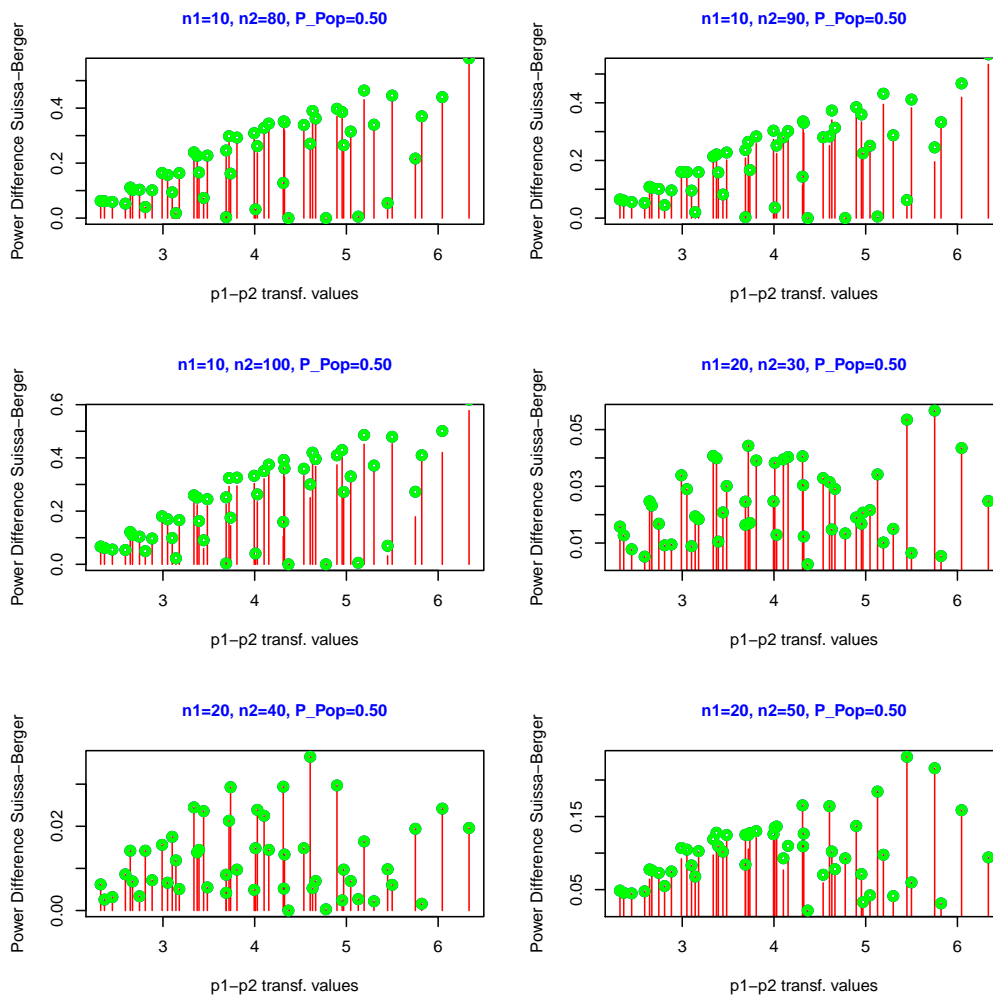 n1=10, n2=80, P_Pop=0.50
Power Difference Suissa−Berger
0.4
0.2
0.0
3 4 5 6
p1−p2 transf. values
n1=10, n2=90, P_Pop=0.50
Power Difference Suissa−Berger
0.4
0.2
0.0
3 4 5 6
p1−p2 transf. values
n1=10, n2=100, P_Pop=0.50
Power Difference Suissa−Berger
0.6
0.4
0.2
0.0
3 4 5 6
p1−p2 transf. values
n1=20, n2=30, P_Pop=0.50
Power Difference Suissa−Berger
0.05
0.03
0.01
3 4 5 6
p1−p2 transf. values
n1=20, n2=40, P_Pop=0.50
Power Difference Suissa−Berger
0.02
0.00
3 4 5 6
p1−p2 transf. values
n1=20, n2=50, P_Pop=0.50
Power Difference Suissa−Berger
0.15
0.05
3 4 5 6
p1−p2 transf. values